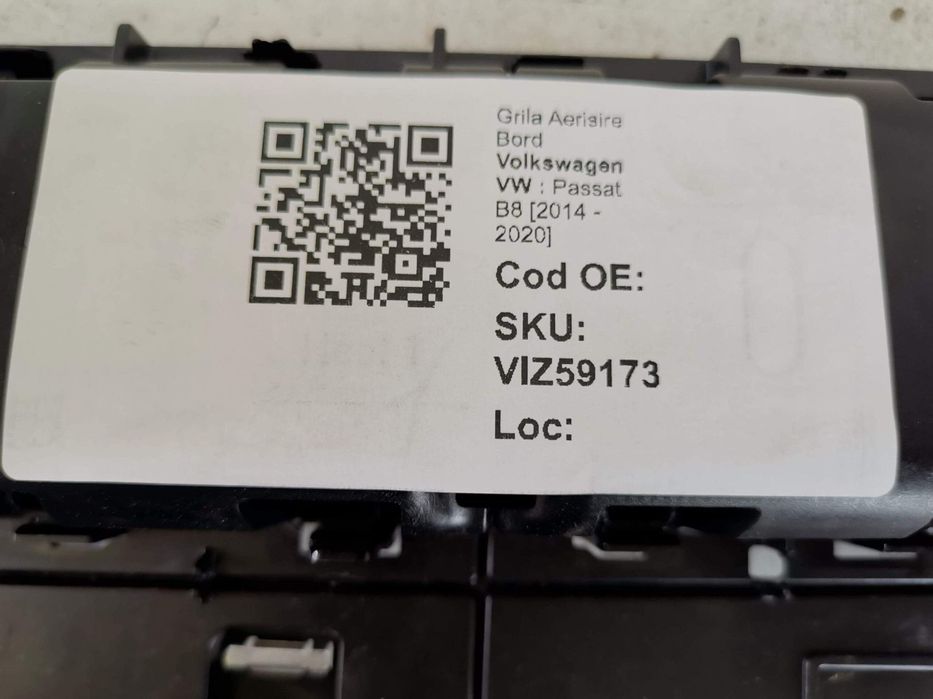 Grila Aerisire
Bord
Volkswagen
VW : Passat
B8 [2014 -
2020]
Cod OE:
SKU:
VIZ59173
Loc: